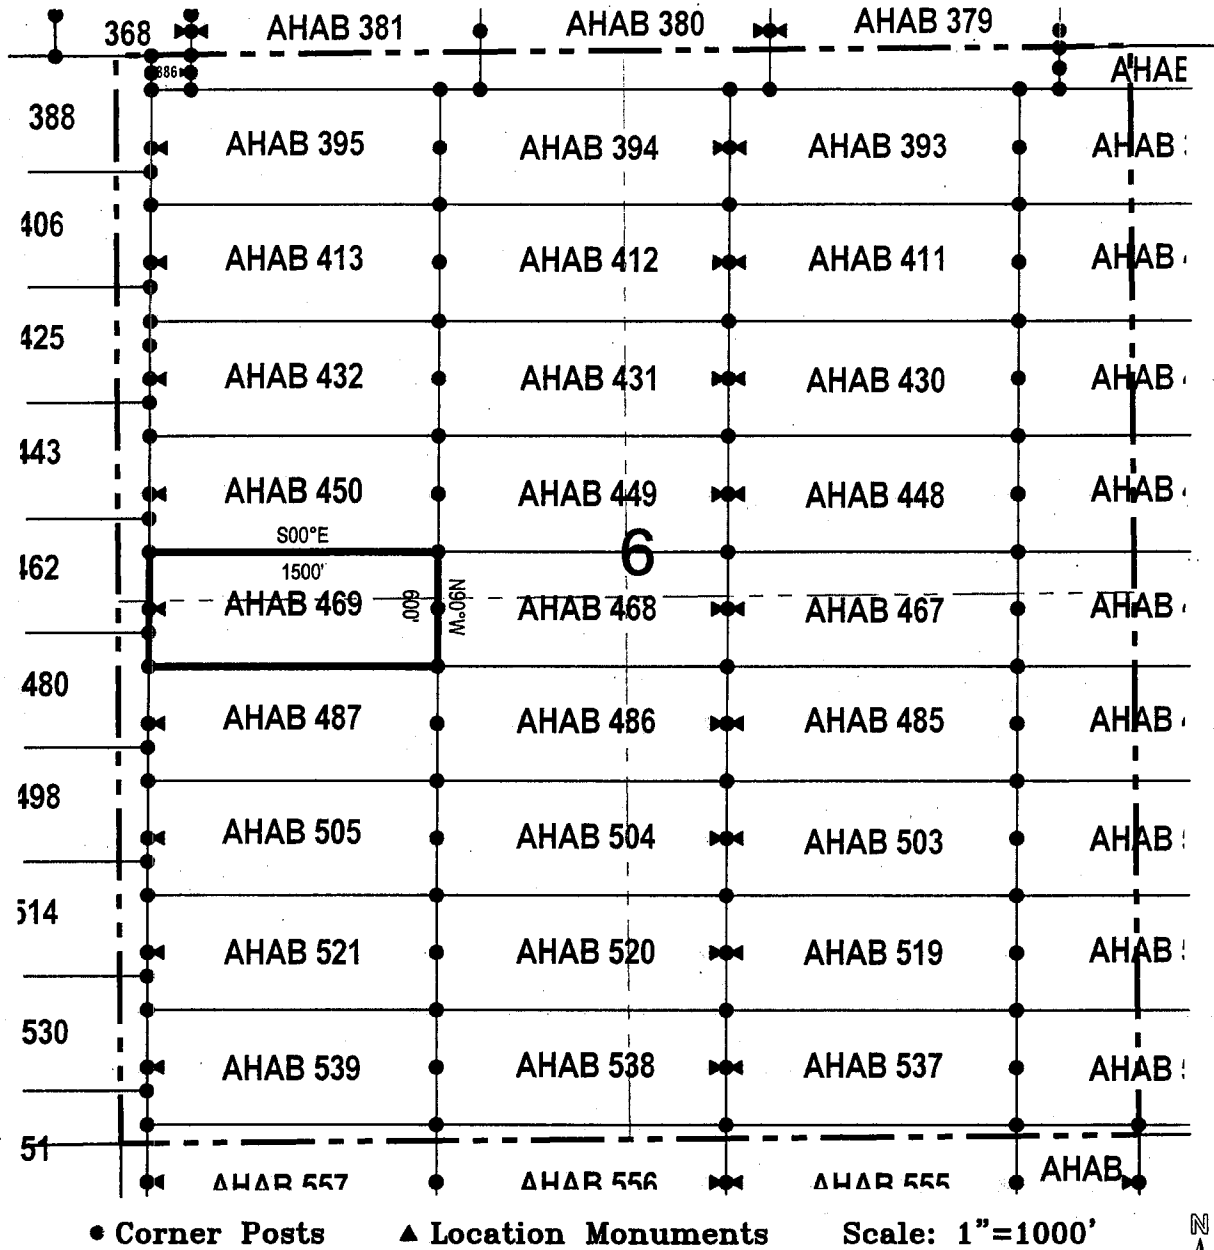 368 AHAB 381 AHAB 380 AHAB 379
886 AHAB
388 AHAB 395 AHAB 394 AHAB 393 AHAB
406 AHAB 413 AHAB 412 AHAB 411 AHAB
425 AHAB 432 AHAB 431 AHAB 430 AHAB
443 AHAB 450 AHAB 449 AHAB 448 AHAB
S00°E
6
462 1500'
AHAB 469 600' N90°W AHAB 468 AHAB 467 AHAB
480 AHAB 487 AHAB 486 AHAB 485 AHAB
498 AHAB 505 AHAB 504 AHAB 503 AHAB
514 AHAB 521 AHAB 520 AHAB 519 AHAB
530 AHAB 539 AHAB 538 AHAB 537 AHAB
51 AHAB 557 AHAB 556 AHAB 555 AHAB
● Corner Posts ▲ Location Monuments Scale: 1"=1000' N